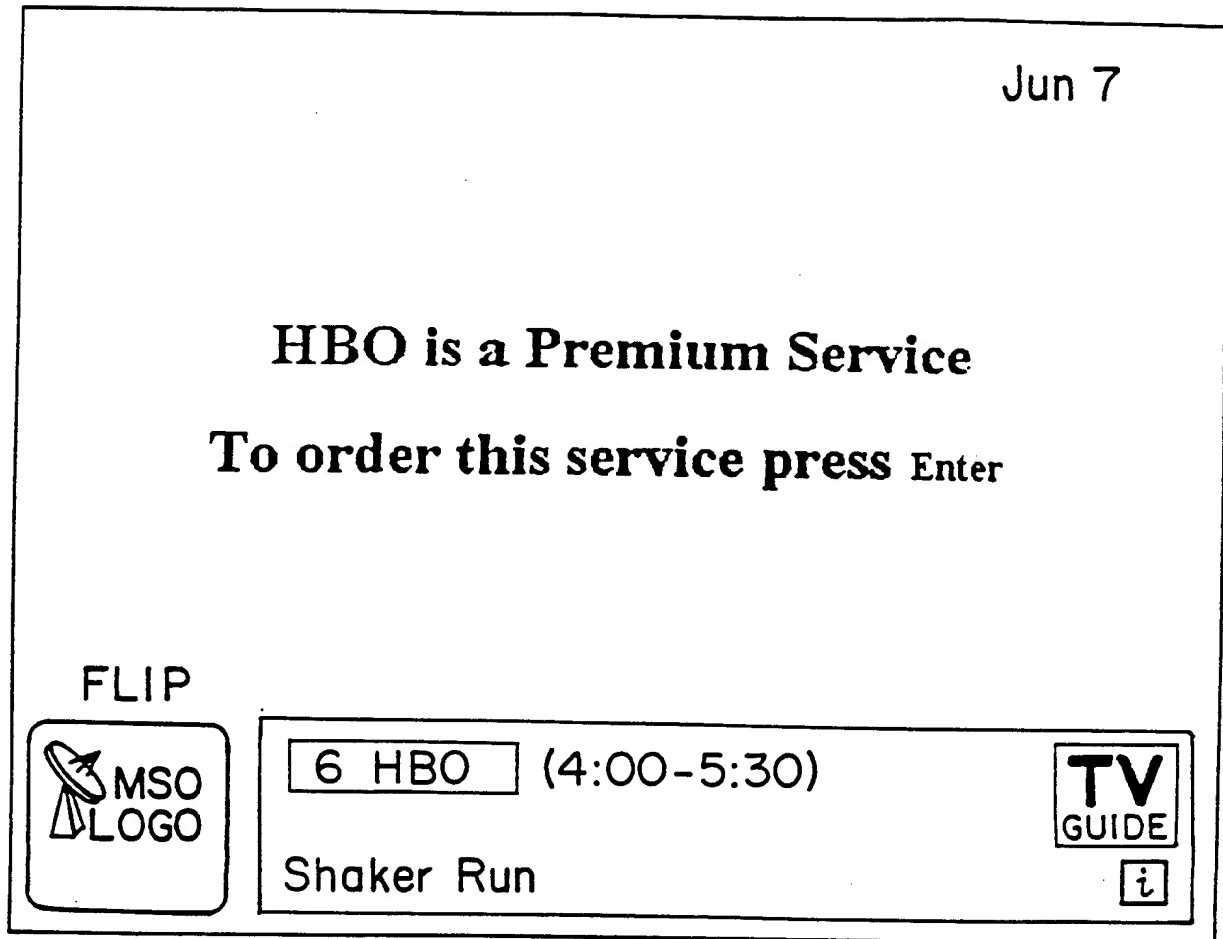 Jun 7
HBO is a Premium Service
To order this service press Enter
FLIP
MSO
LOGO
6 HBO (4:00-5:30)
TV
GUIDE
Shaker Run
i